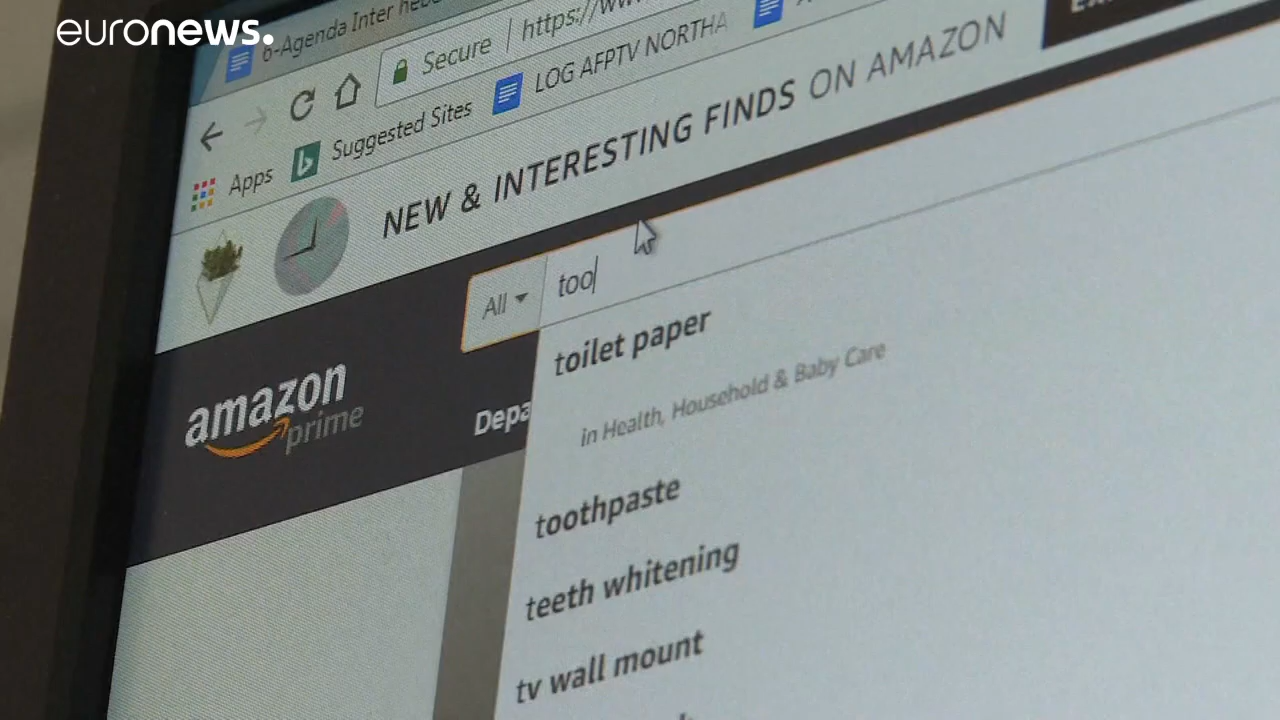 euronews.
6-Agenda Inter
Secure https://www
Apps Suggested Sites LOG AFPTV NORTHA
NEW & INTERESTING FINDS ON AMAZON
All too
toilet paper
in Health, Household & Baby Care
amazon
prime
Depa
toothpaste
teeth whitening
tv wall mount